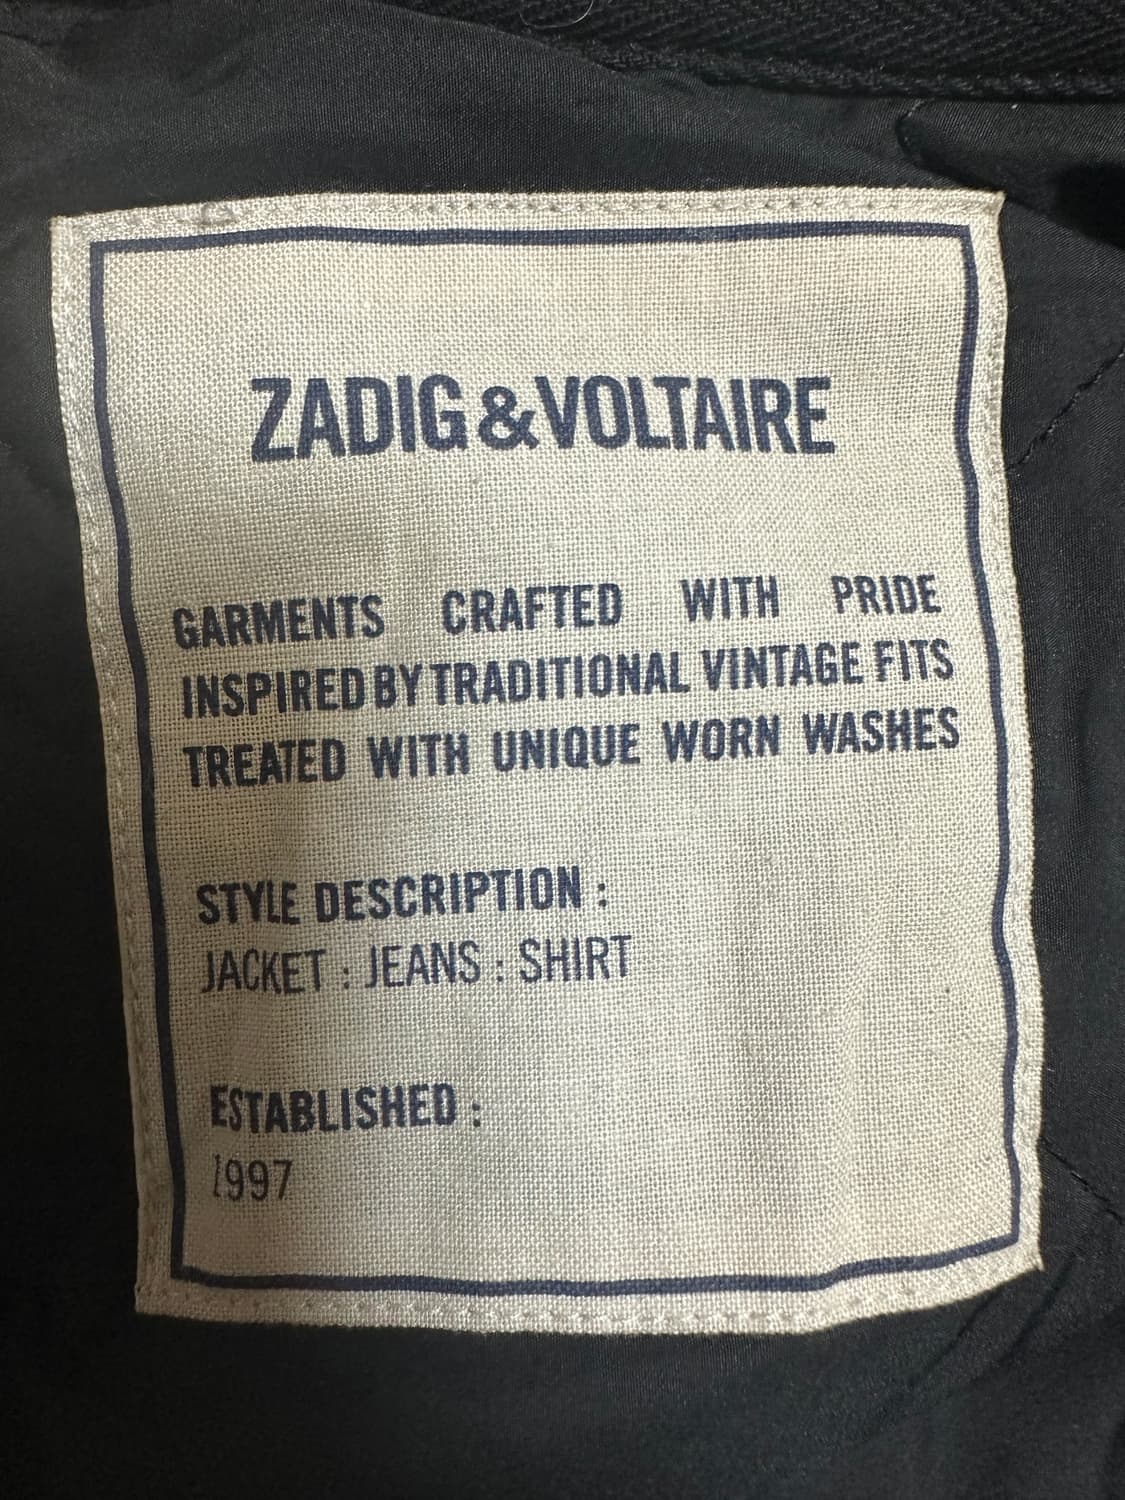 ZADIG&VOLTAIRE
GARMENTS CRAFTED WITH PRIDE
INSPIRED BY TRADITIONAL VINTAGE FITS
TREATED WITH UNIQUE WORN WASHES
STYLE DESCRIPTION :
JACKET : JEANS : SHIRT
ESTABLISHED :
1997